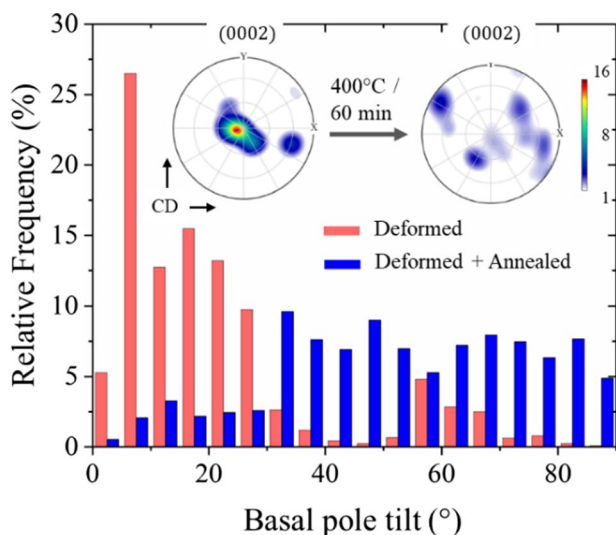 (0002)
(0002)
400°C /
60 min
Y
X
Y
X
16
8
1
CD
Deformed
Deformed + Annealed
30
25
20
15
10
5
0
Relative Frequency (%)
0 20 40 60 80
Basal pole tilt (°)